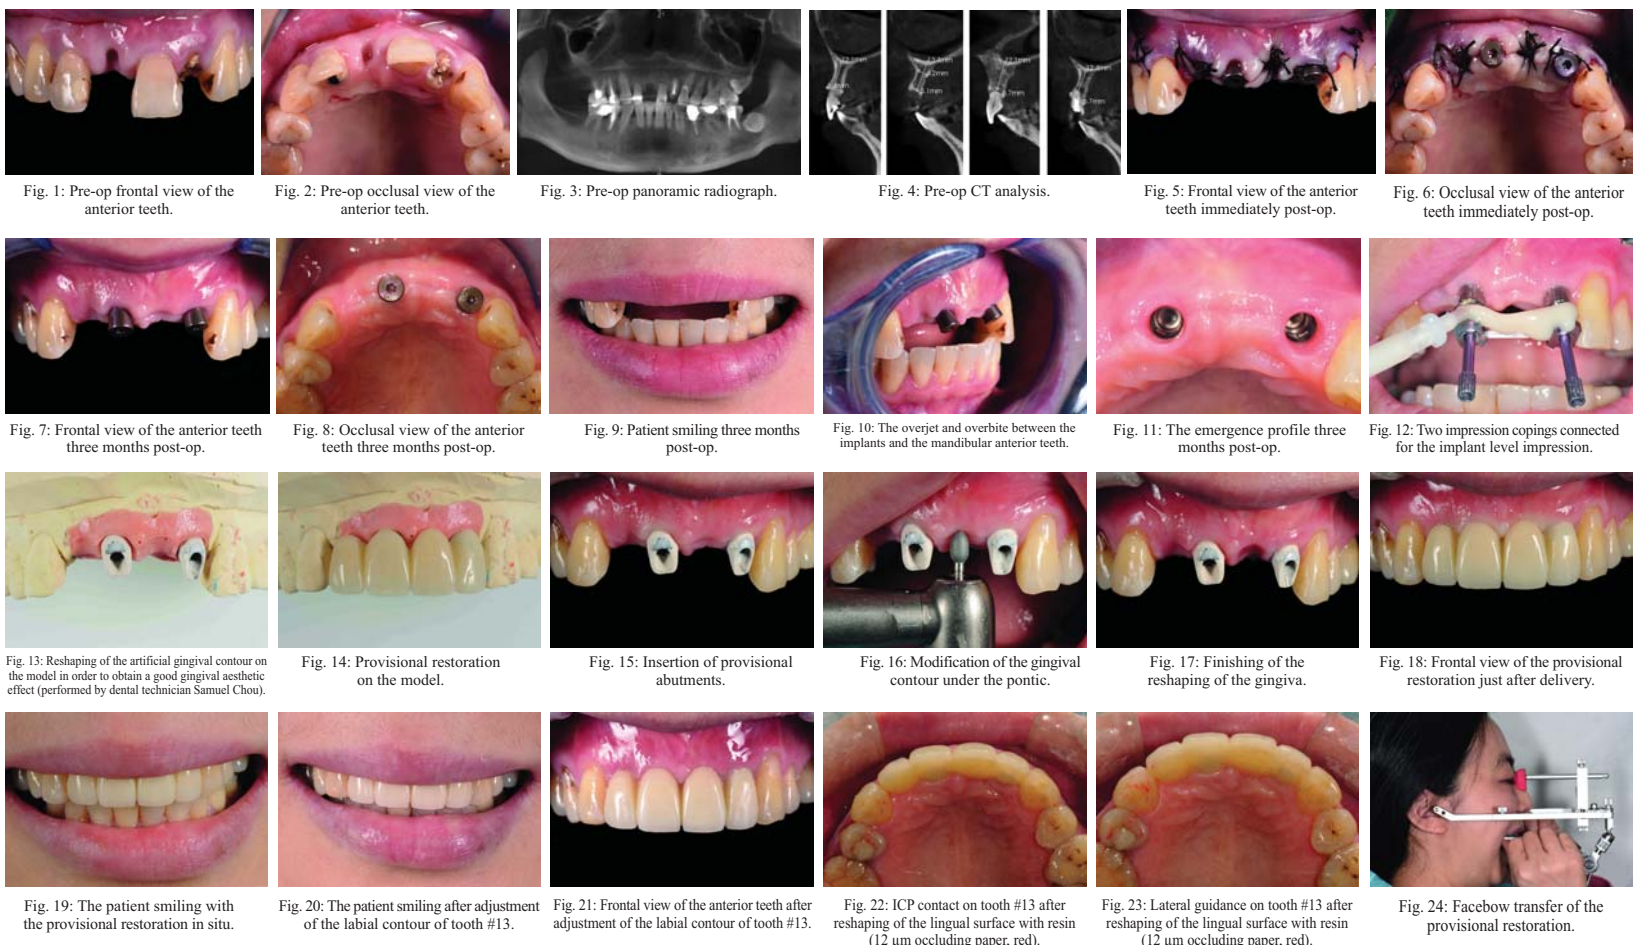 Fig. 1: Pre-op frontal view of the
anterior teeth.
Fig. 2: Pre-op occlusal view of the
anterior teeth.
Fig. 3: Pre-op panoramic radiograph.
Fig. 4: Pre-op CT analysis.
Fig. 5: Frontal view of the anterior
teeth immediately post-op.
Fig. 6: Occlusal view of the anterior
teeth immediately post-op.
Fig. 7: Frontal view of the anterior teeth
three months post-op.
Fig. 8: Occlusal view of the anterior
teeth three months post-op.
Fig. 9: Patient smiling three months
post-op.
Fig. 10: The overjet and overbite between the
implants and the mandibular anterior teeth.
Fig. 11: The emergence profile three
months post-op.
Fig. 12: Two impression copings connected
for the implant level impression.
Fig. 13: Reshaping of the artificial gingival contour on
the model in order to obtain a good gingival aesthetic
effect (performed by dental technician Samuel Chou).
Fig. 14: Provisional restoration
on the model.
Fig. 15: Insertion of provisional
abutments.
Fig. 16: Modification of the gingival
contour under the pontic.
Fig. 17: Finishing of the
reshaping of the gingiva.
Fig. 18: Frontal view of the provisional
restoration just after delivery.
Fig. 19: The patient smiling with
the provisional restoration in situ.
Fig. 20: The patient smiling after adjustment
of the labial contour of tooth #13.
Fig. 21: Frontal view of the anterior teeth after
adjustment of the labial contour of tooth #13.
Fig. 22: ICP contact on tooth #13 after
reshaping of the lingual surface with resin
(12 µm occluding paper, red).
Fig. 23: Lateral guidance on tooth #13 after
reshaping of the lingual surface with resin
(12 µm occluding paper, red).
Fig. 24: Facebow transfer of the
provisional restoration.